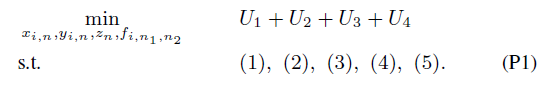 min U₁ + U₂ + U₃ + U₄
xᵢ,ₙ,yᵢ,ₙ,zₙ,fᵢ,ₙ₁,ₙ₂
s.t. (1), (2), (3), (4), (5). (P1)